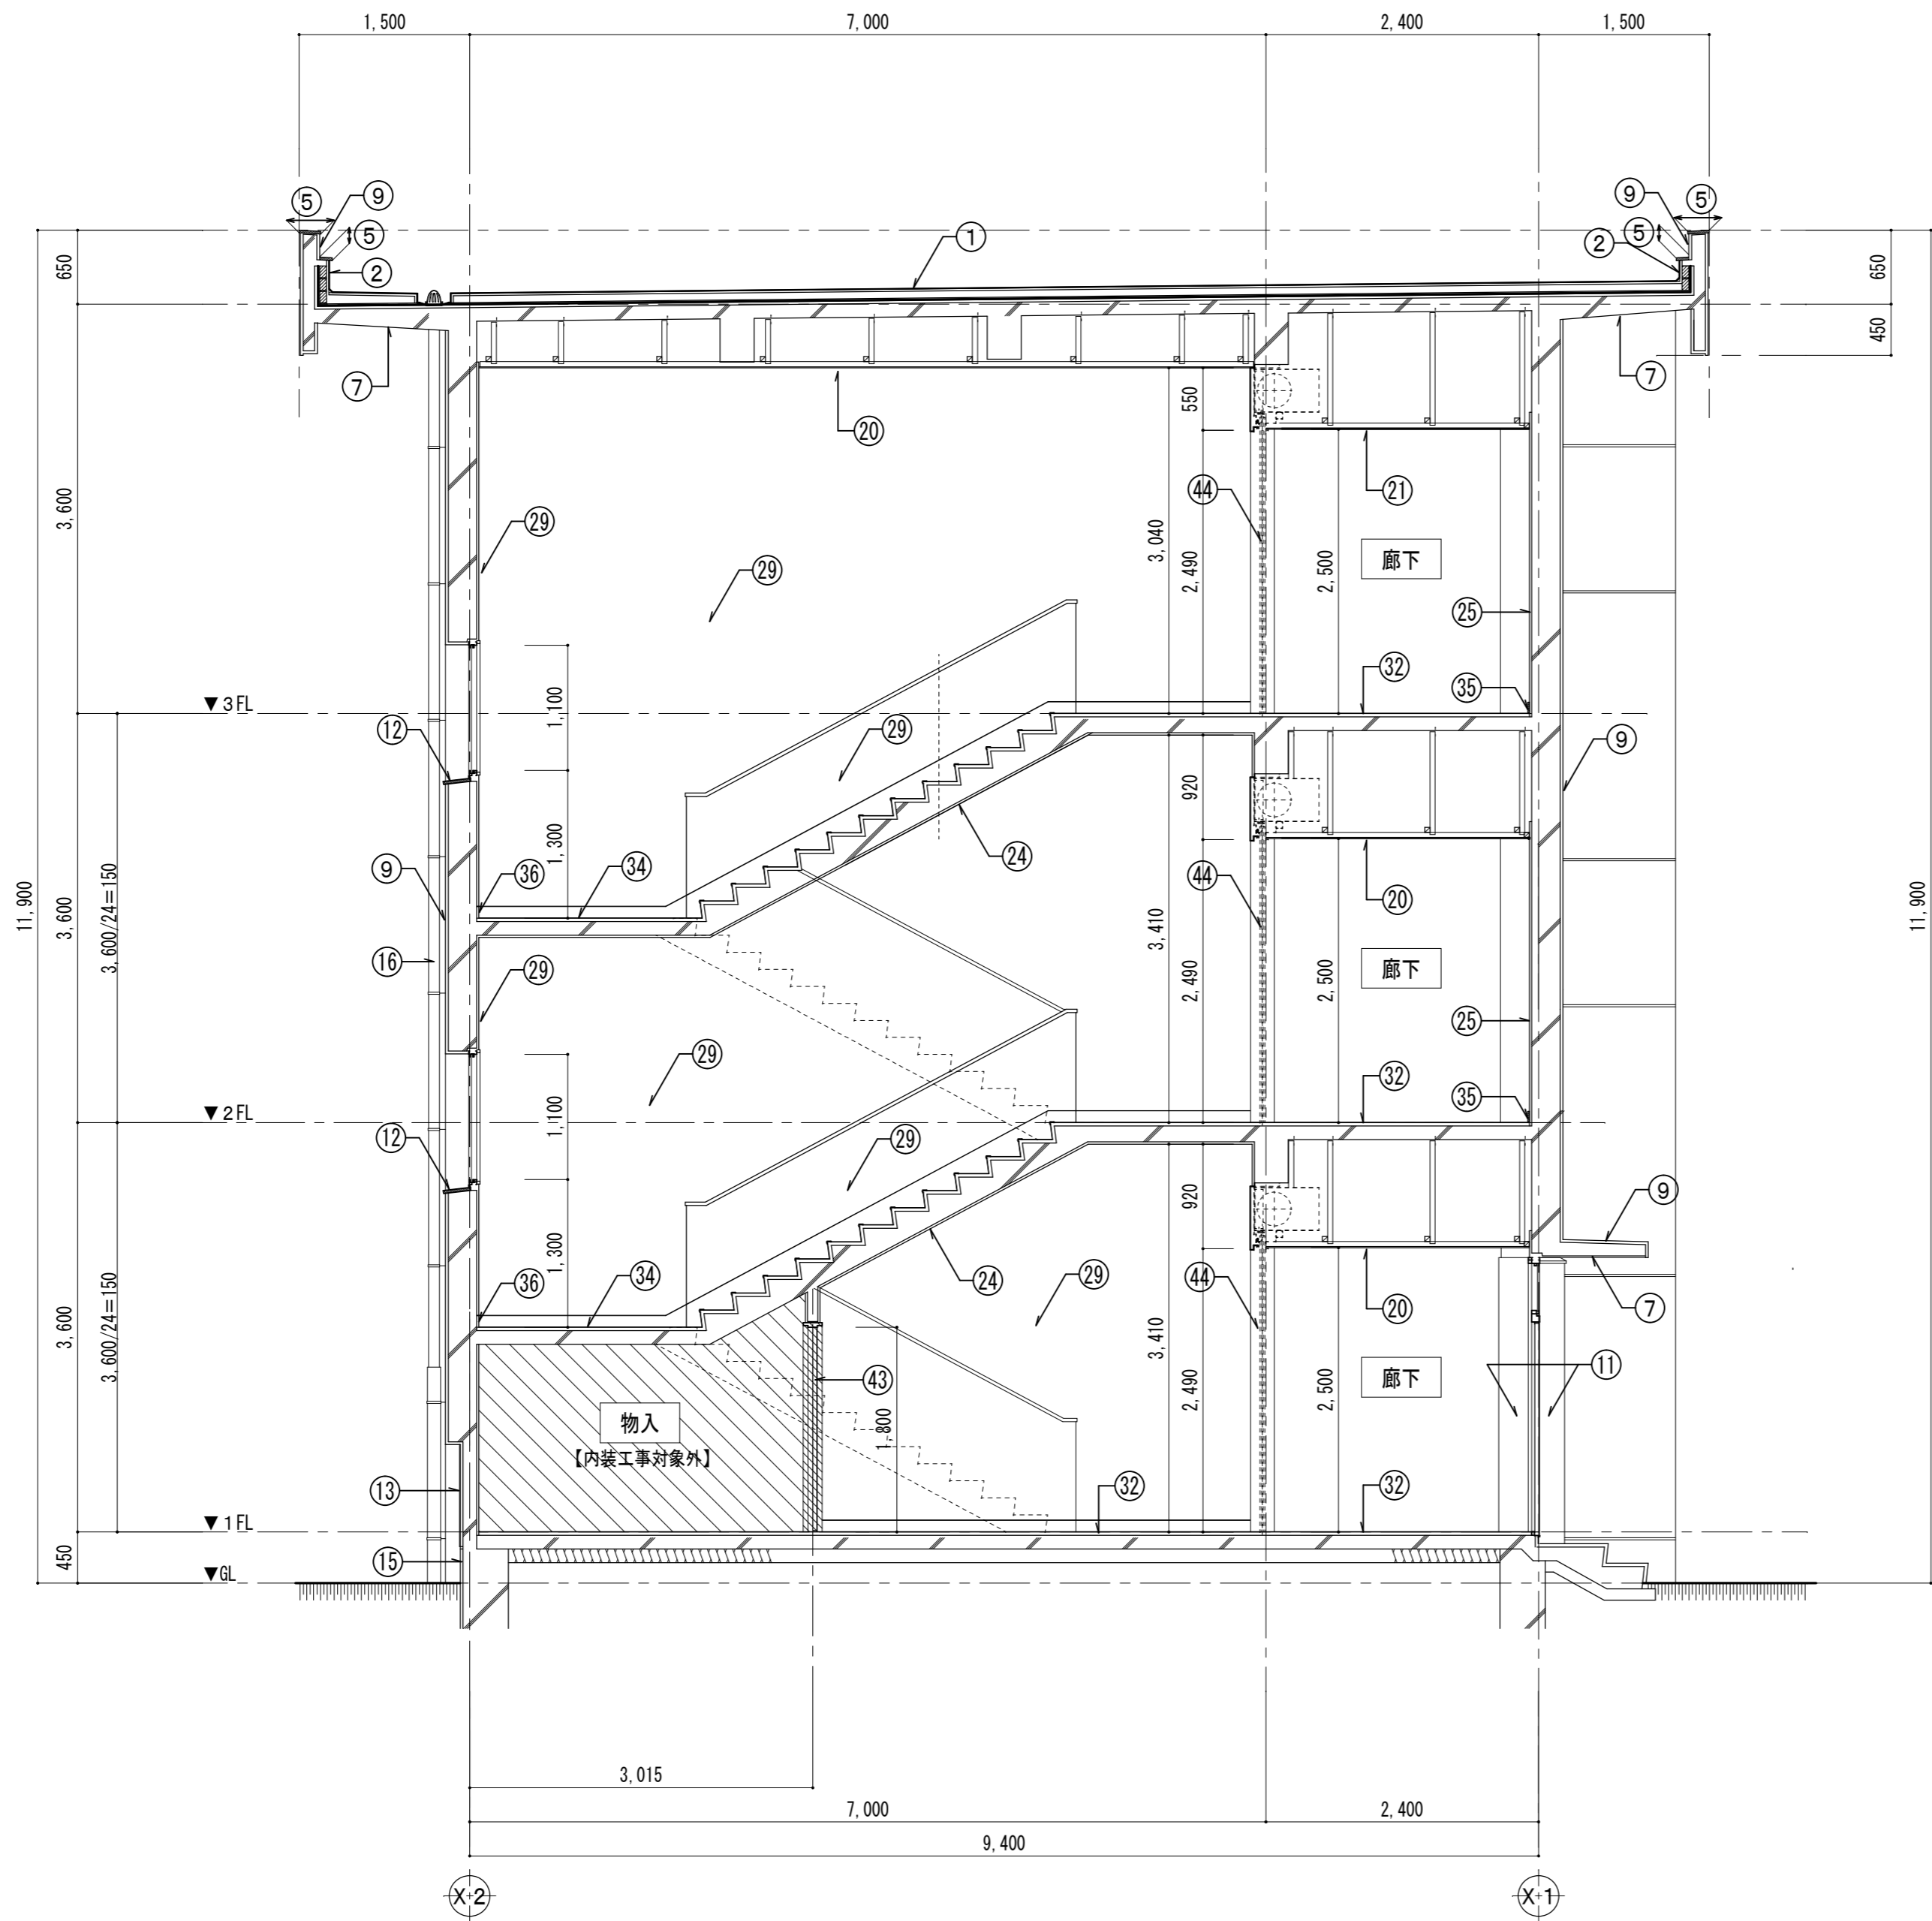 1,500 7,000 2,400 1,500
⑤ ⑨ ⑨ ⑤
⑤ ① ⑤
② ②
650 650
450
⑦ ⑦
550
⑳
㉑ ㊹
3,600
㉙ 3,040 廊下
㉙ 2,490 2,500
㉕
㉜
㉟
1,100
▼3FL
⑫ ㉙ ⑨
920
1,300
㉔
⑨ ㊱ ㉞ ㊹ ⑳
11,900 3,600 3,600/24=150 11,900
3,410
⑯ ㉙ 廊下
2,490 2,500
㉕
㉙
㉜
㉟
1,100
▼2FL
⑫ ㉙
920 ⑨
1,300
㊱ ㉞ ㉔ ㉙ ㊹
⑳ ⑦
3,600 3,600/24=150
3,410
㊸ 廊下 ⑪
2,490 2,500
1,800
物入
【内装工事対象外】
⑬ ㉜ ㉜
▼1FL
450 ⑮
▼GL
3,015
7,000 2,400
9,400
X-2 X-1